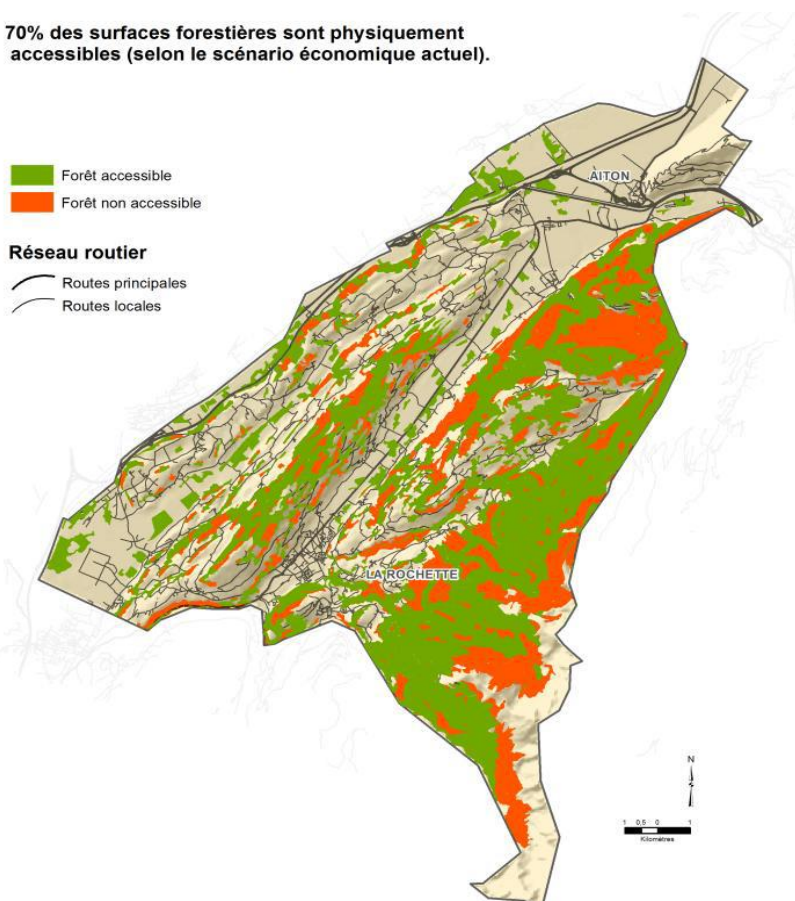 70% des surfaces forestières sont physiquement
accessibles (selon le scénario économique actuel).
Forêt accessible
Forêt non accessible
Réseau routier
Routes principales
Routes locales
AITON
LA ROCHETTE
N
1 0,5 0 1
Kilomètres